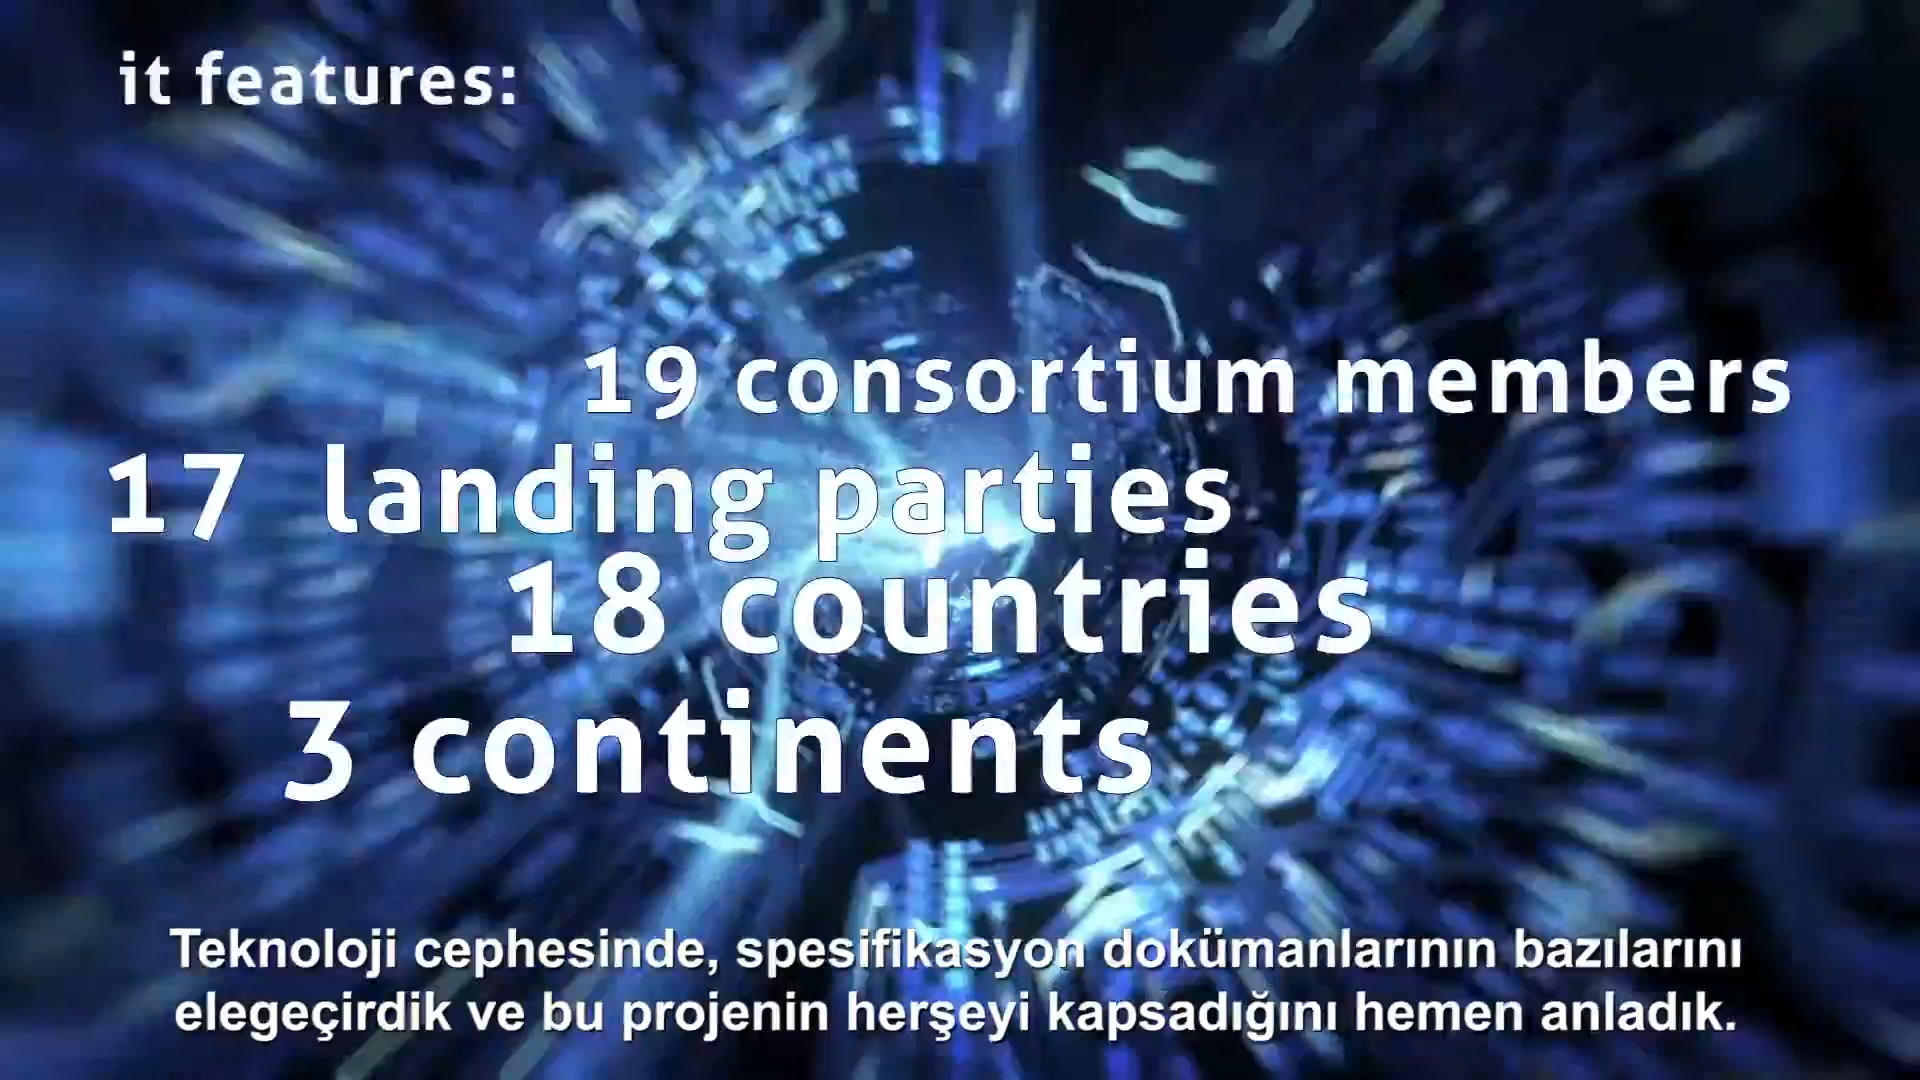 it features:
19 consortium members
17 landing parties
18 countries
3 continents
Teknoloji cephesinde, spesifikasyon dokümanlarının bazılarını
elegeçirdik ve bu projenin herşeyi kapsadığını hemen anladık.